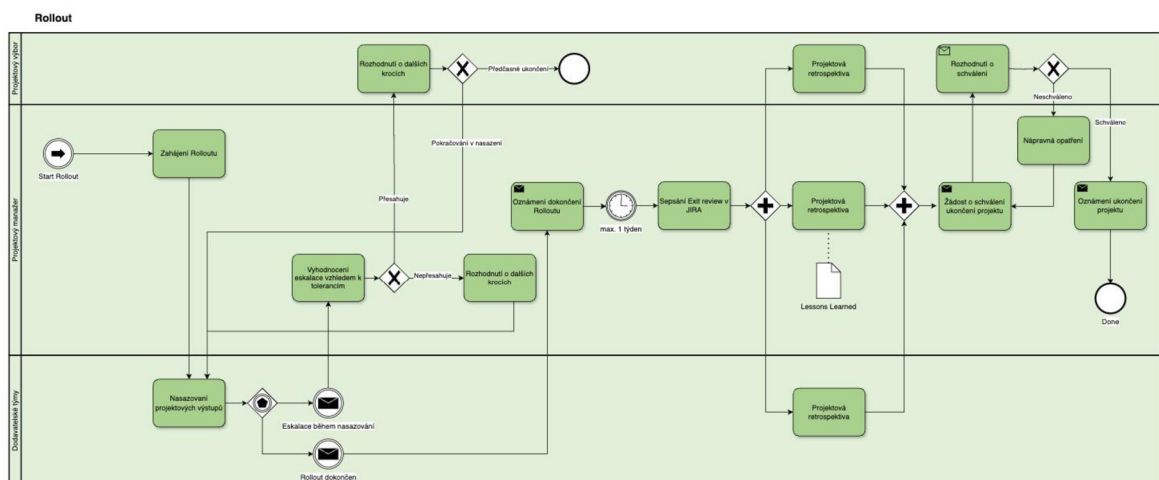 Rollout
Projektový výbor
Rozhodnutí o dalších
krocích
Předčasné ukončení
Projektová
retrospektiva
Rozhodnutí o
schválení
Neschváleno
Schváleno
Projektový manažer
Start Rollout
Zahájení Rolloutu
Pokračování v nasazení
Přesahuje
Vyhodnocení
eskalace vzhledem k
tolerancím
Nepřesahuje
Rozhodnutí o dalších
krocích
Oznámení dokončení
Rolloutu
max. 1 týden
Sepsání Exit review v
JIRA
Projektová
retrospektiva
Lessons Learned
Žádost o schválení
ukončení projektu
Nápravná opatření
Oznámení ukončení
projektu
Done
Dodavatelské týmy
Nasazovaní
projektových výstupů
Eskalace během nasazování
Rollout dokončen
Projektová
retrospektiva